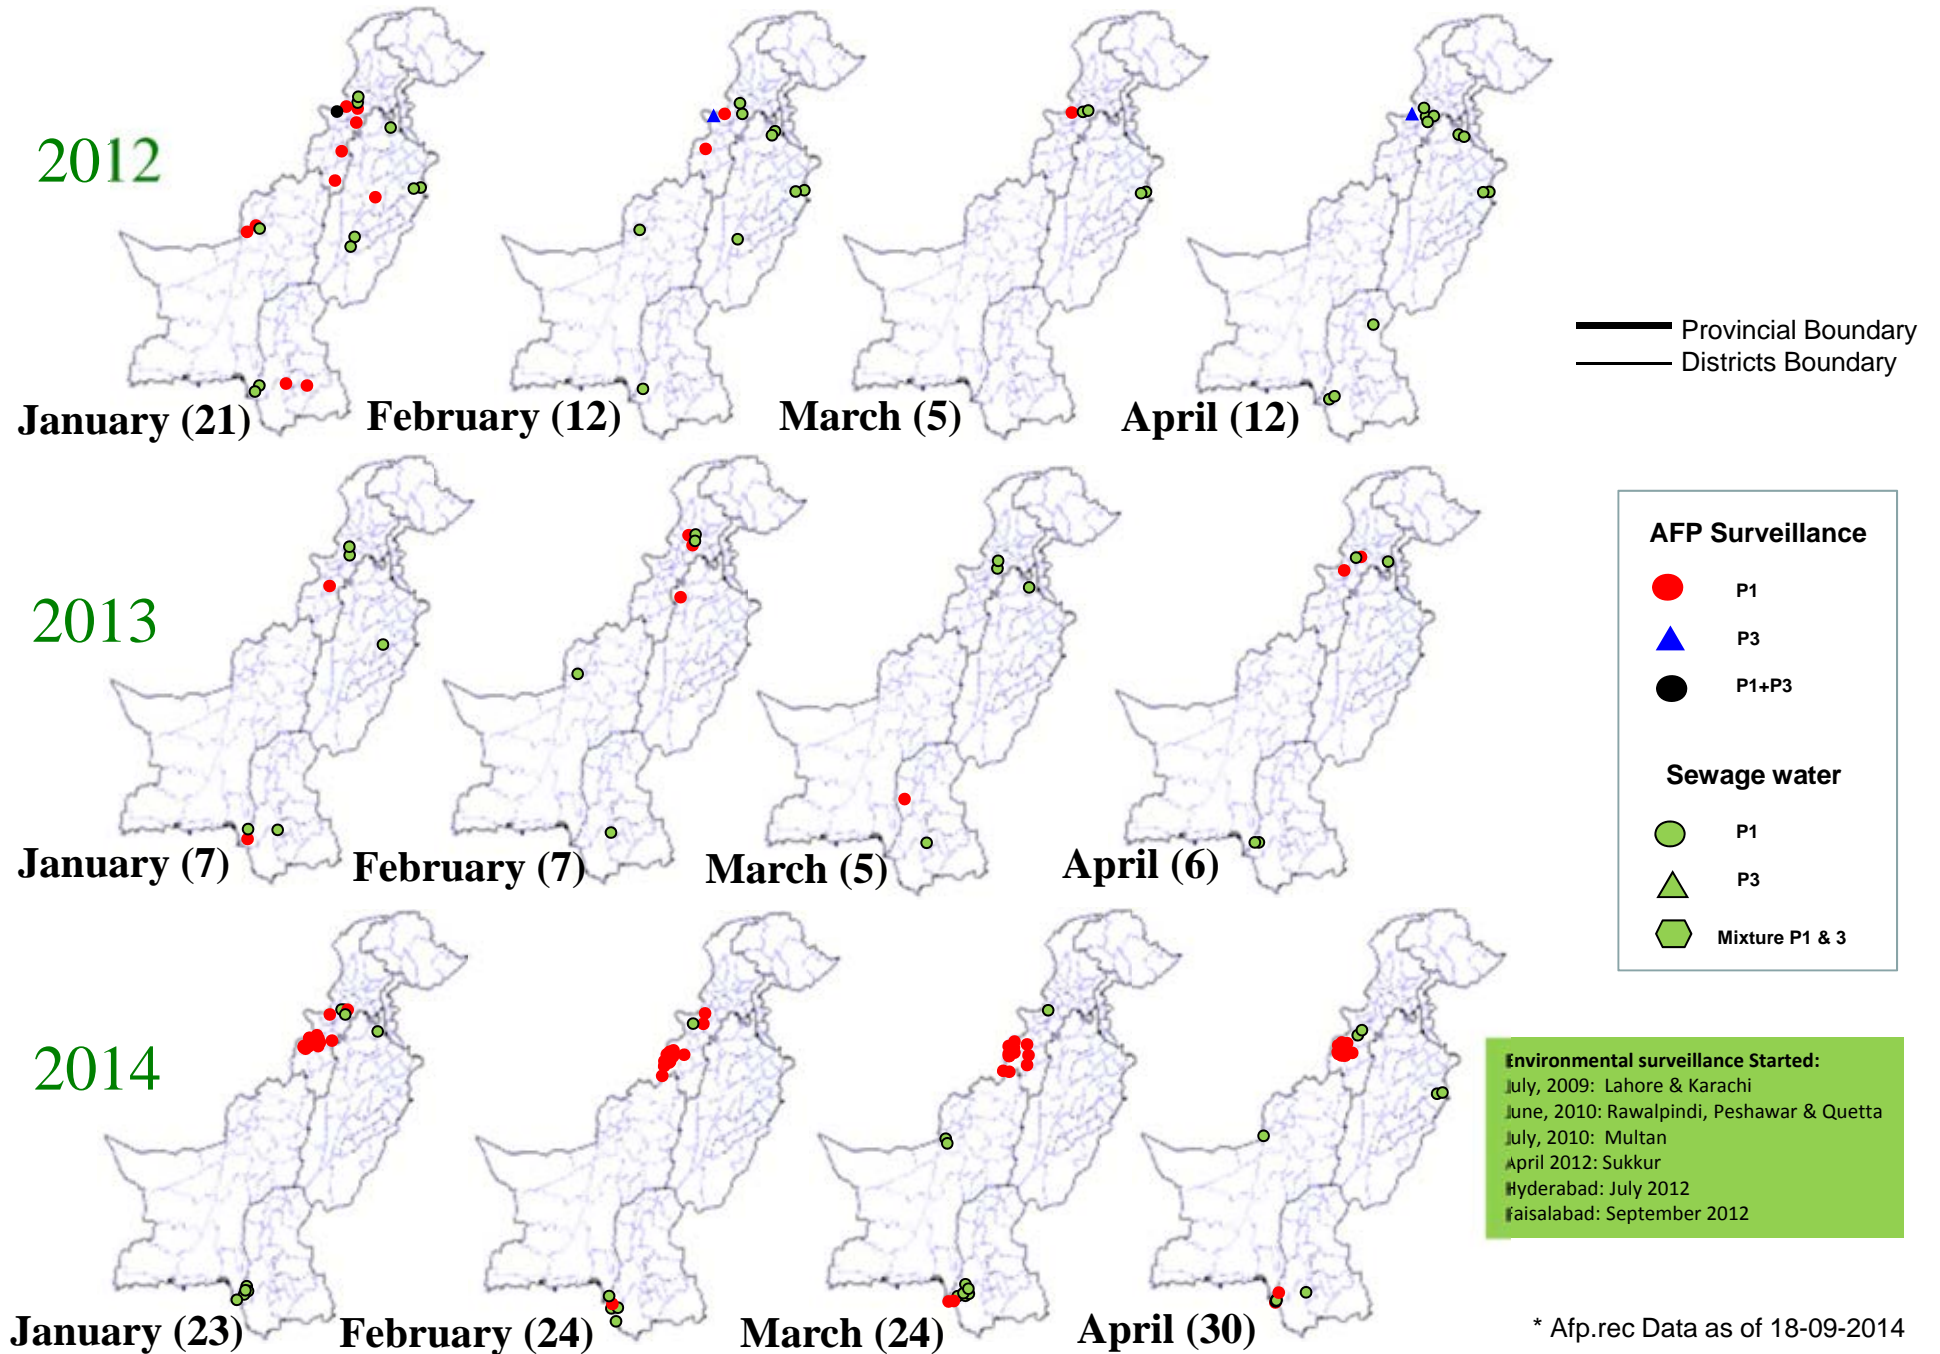 2012
January (21)
February (12)
March (5)
April (12)
Provincial Boundary
Districts Boundary
2013
January (7)
February (7)
March (5)
April (6)
AFP Surveillance
P1
P3
P1+P3
Sewage water
P1
P3
Mixture P1 & 3
2014
January (23)
February (24)
March (24)
April (30)
Environmental surveillance Started:
July, 2009: Lahore & Karachi
June, 2010: Rawalpindi, Peshawar & Quetta
July, 2010: Multan
April 2012: Sukkur
Hyderabad: July 2012
Faisalabad: September 2012
* Afp.rec Data as of 18-09-2014